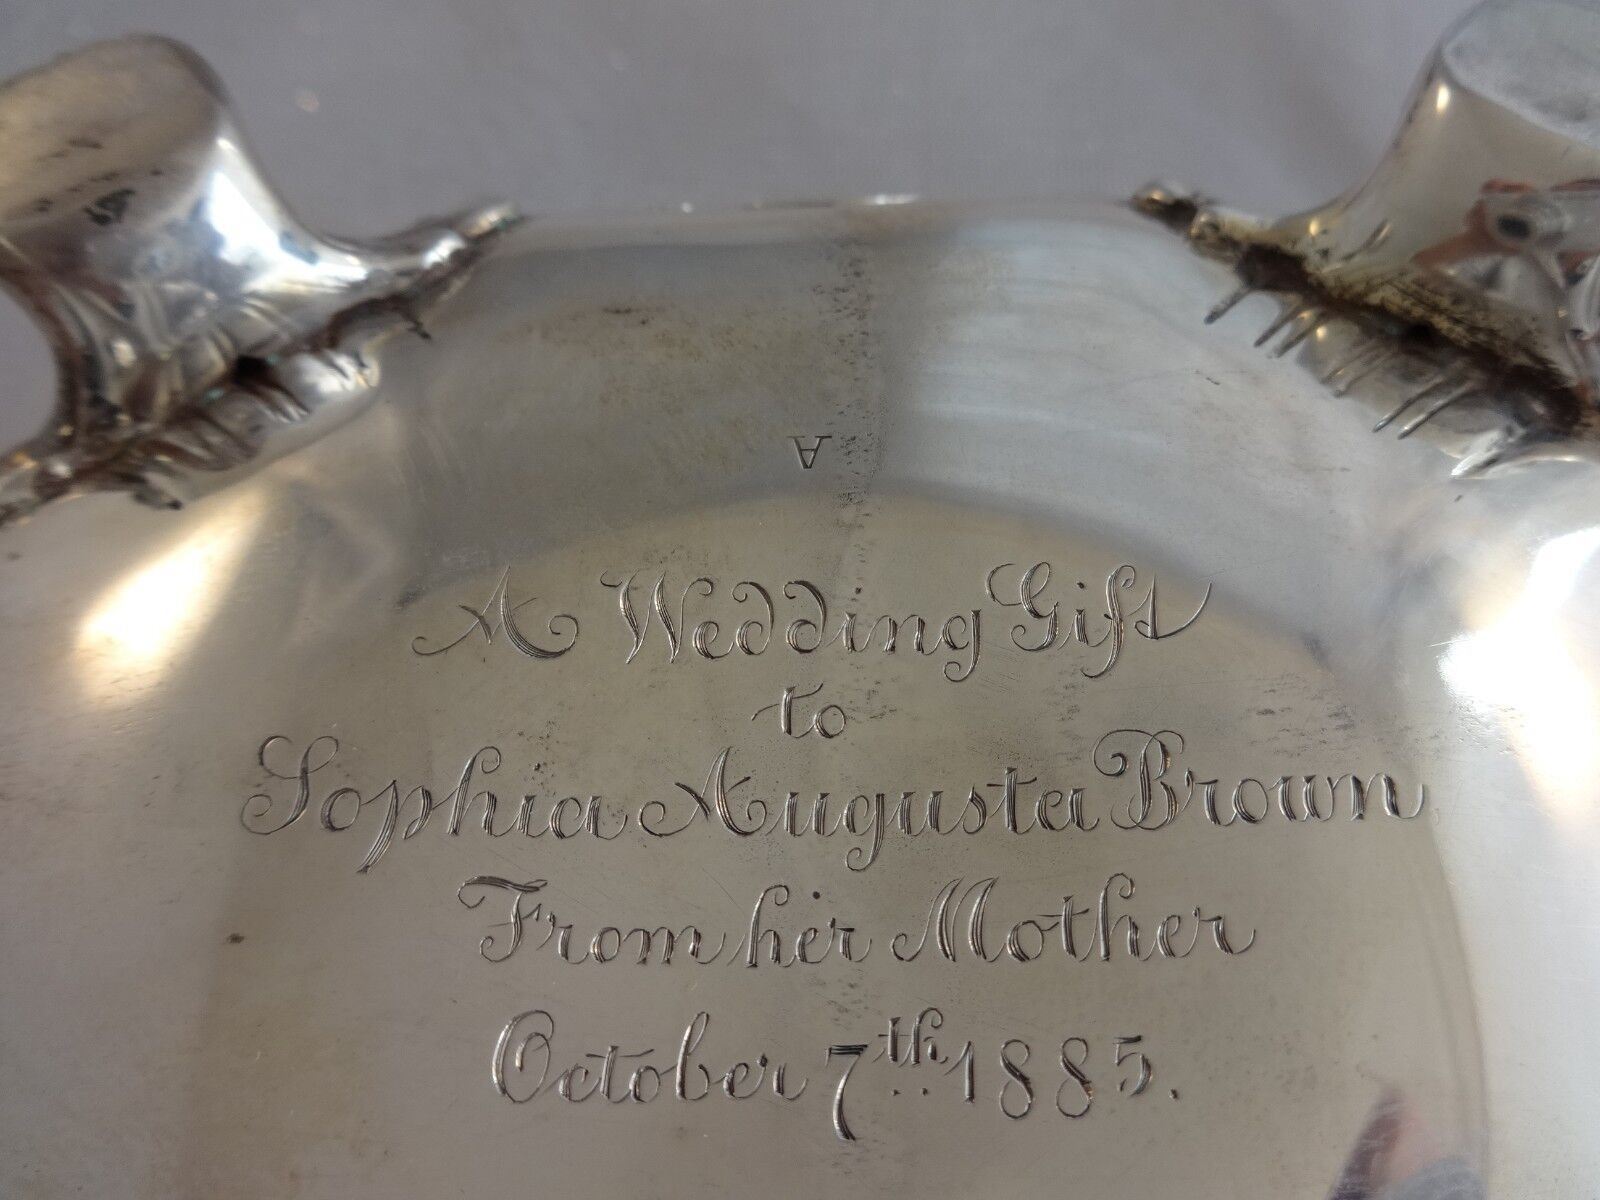 A
A Wedding Gift
to
Sophia Augusta Brown
From her Mother
October 7th 1885.